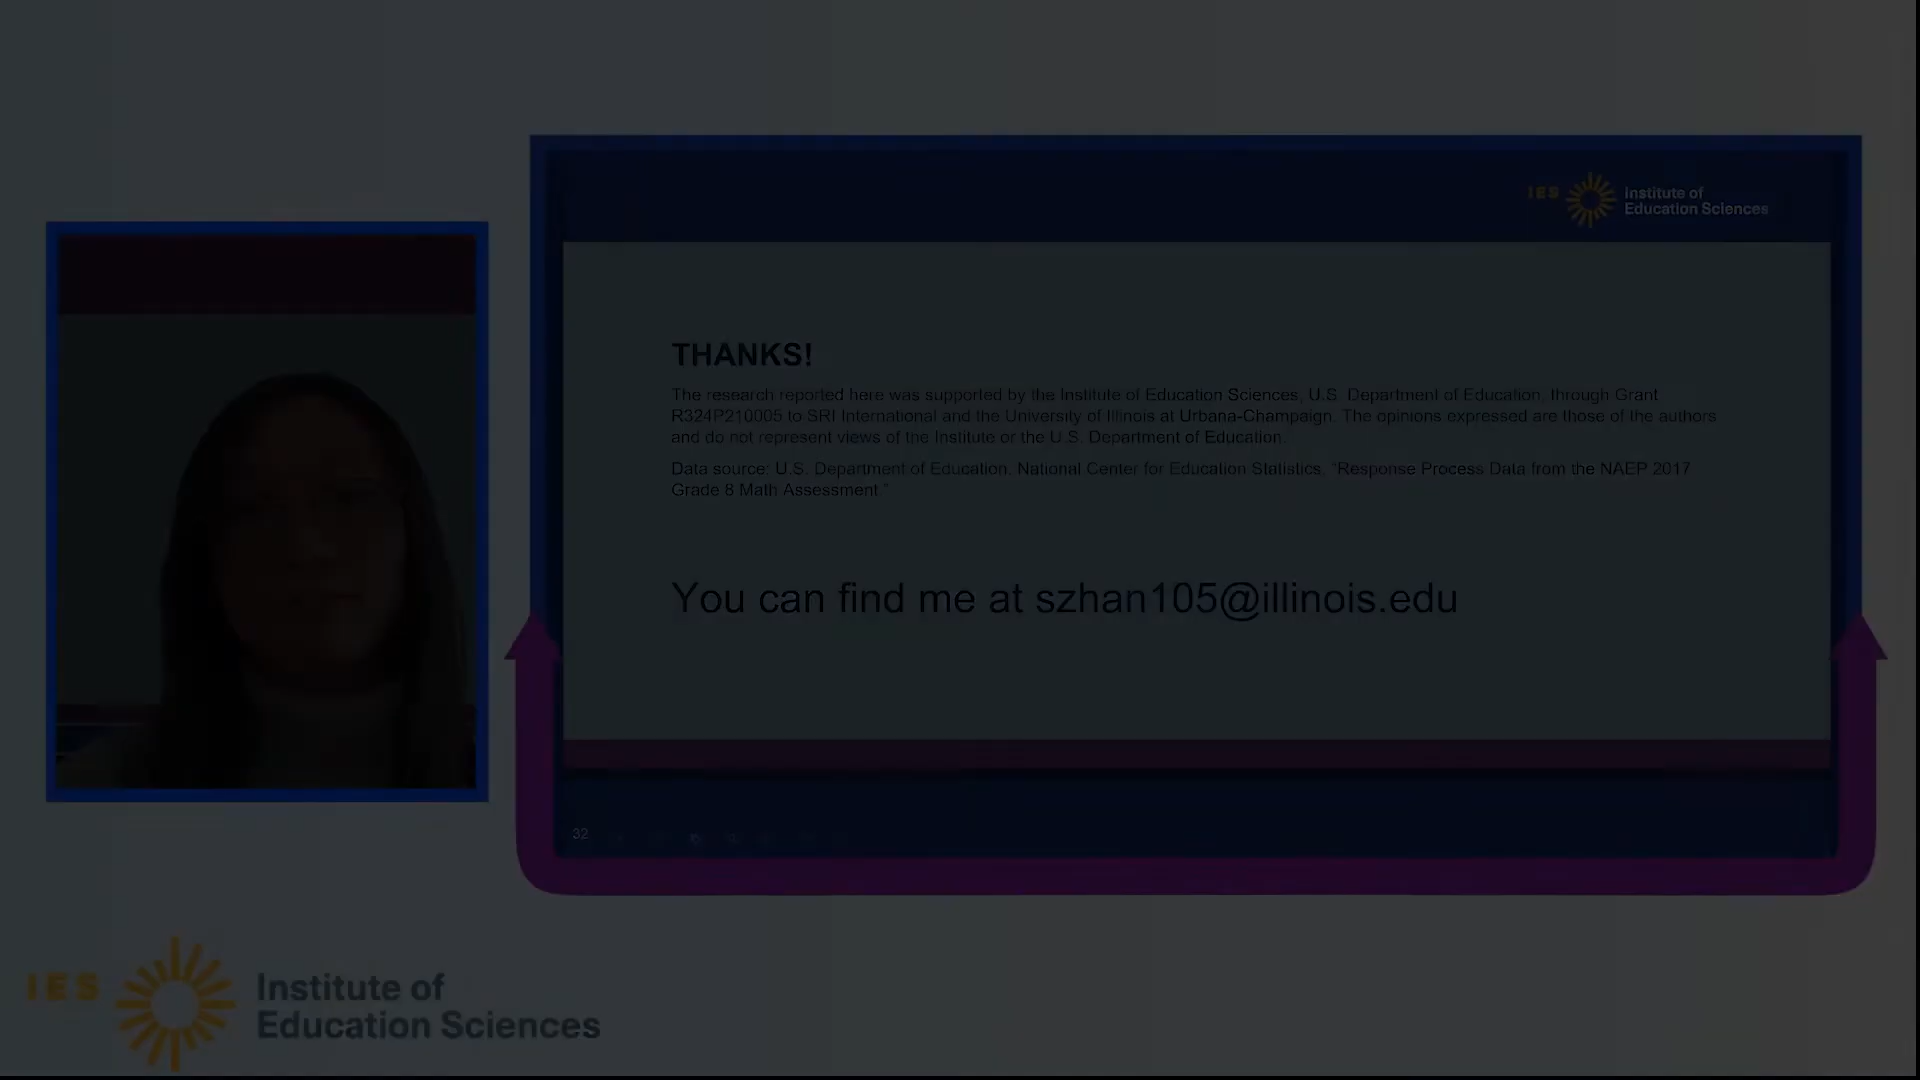 IES Institute of
Education Sciences
THANKS!
The research reported here was supported by the Institute of Education Sciences, U.S. Department of Education, through Grant
R324P210005 to SRI International and the University of Illinois at Urbana-Champaign. The opinions expressed are those of the authors
and do not represent views of the Institute or the U.S. Department of Education.
Data source: U.S. Department of Education, National Center for Education Statistics, “Response Process Data from the NAEP 2017
Grade 8 Math Assessment.”
You can find me at szhan105@illinois.edu
32
IES Institute of
Education Sciences